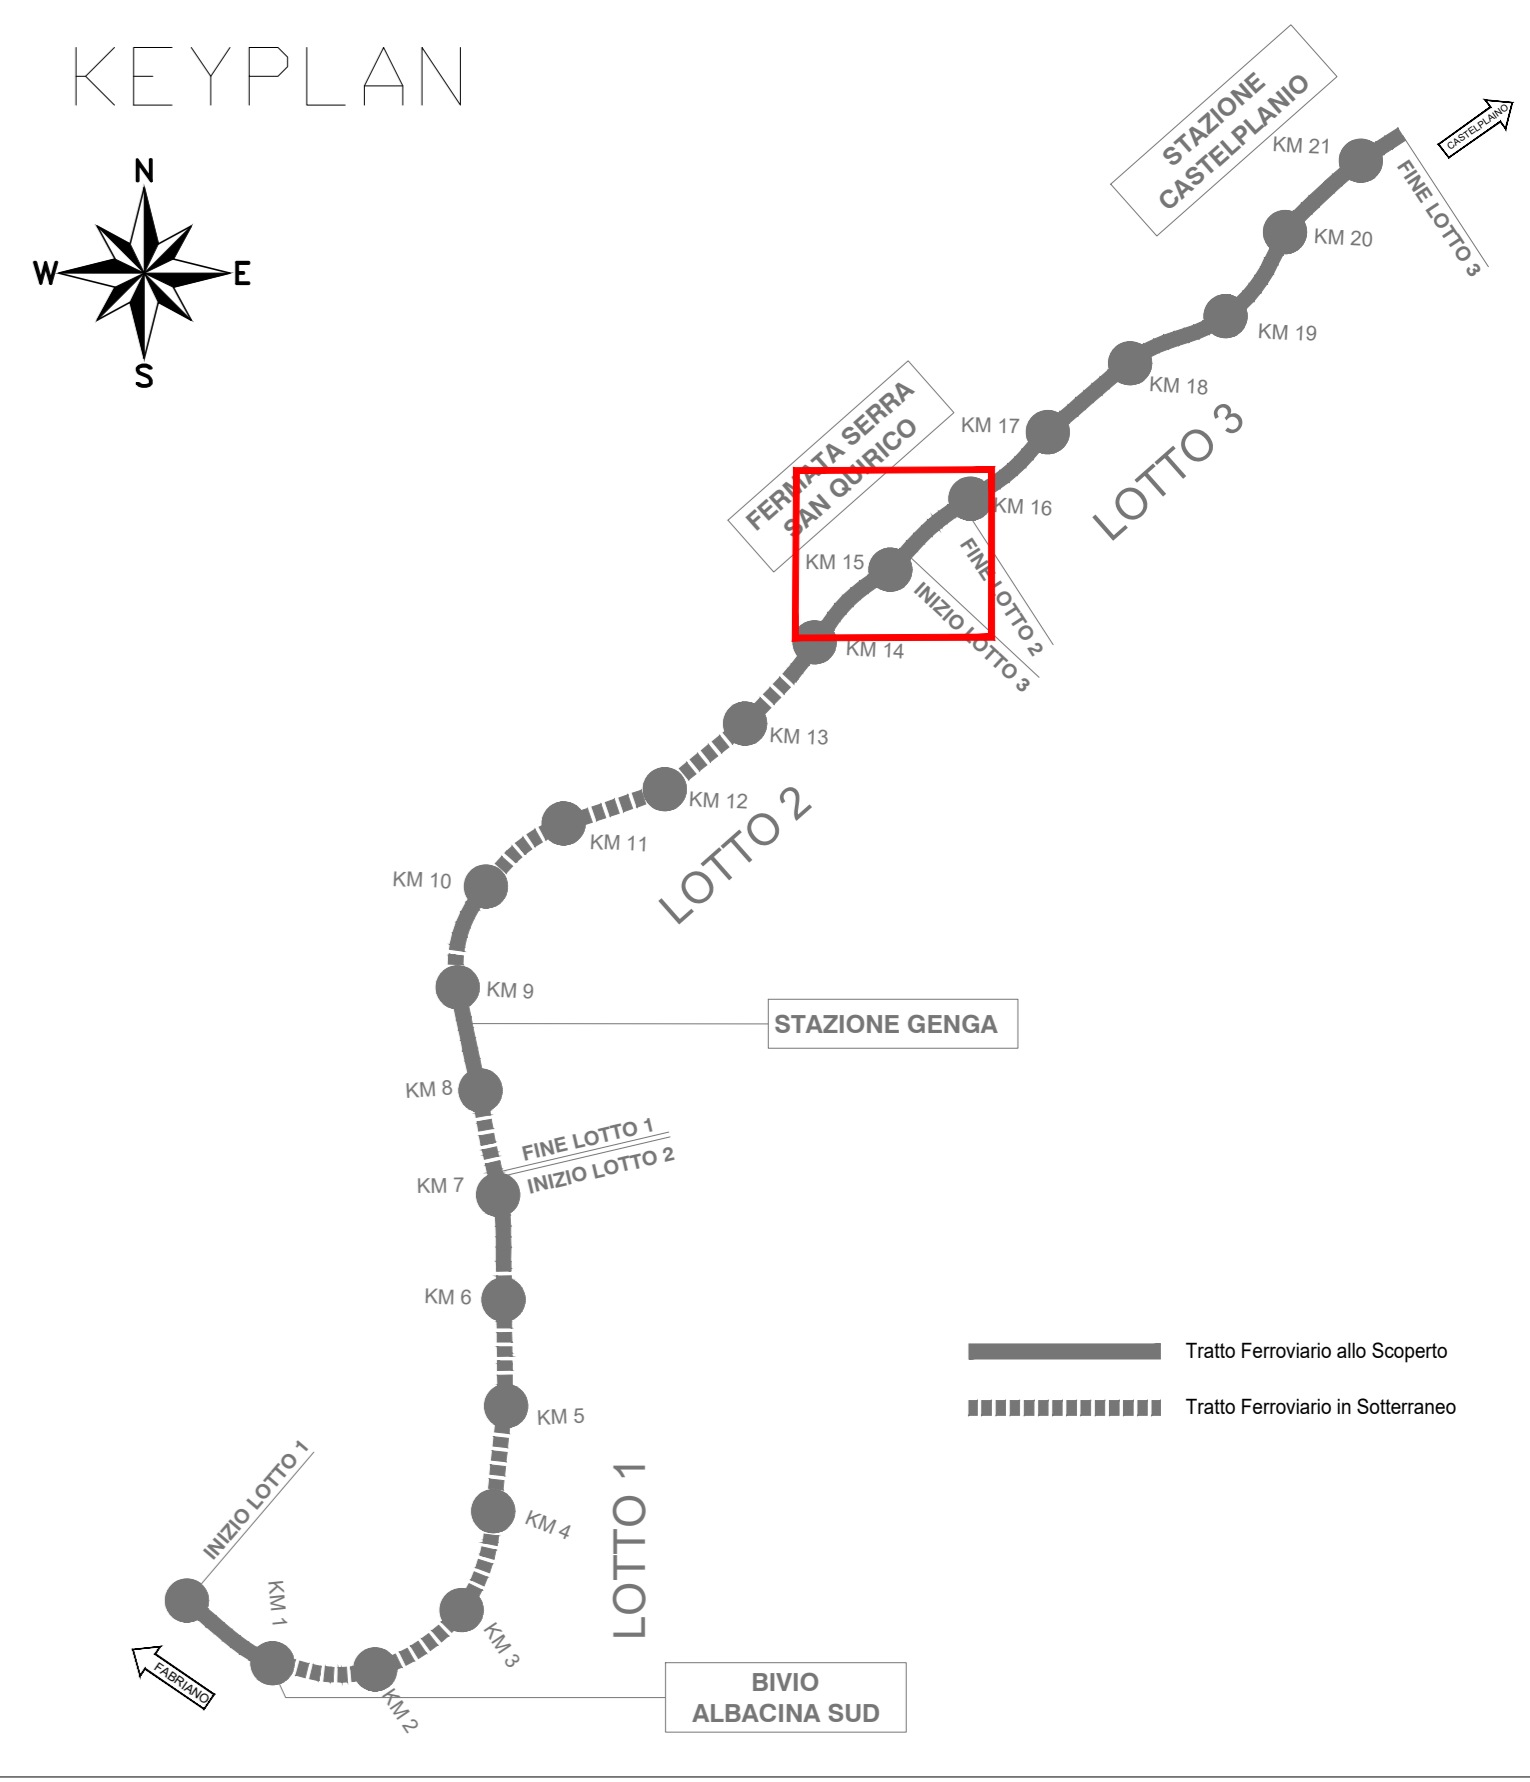 KEYPLAN
N
W
E
S
STAZIONE
CASTELPLANIO
CASTELPLAINO
KM 21
FINE LOTTO 3
KM 20
KM 19
KM 18
LOTTO 3
KM 17
FERMATA SERRA
SAN QUIRICO
KM 16
FINE LOTTO 2
KM 15
INIZIO LOTTO 3
KM 14
KM 13
KM 12
LOTTO 2
KM 11
KM 10
KM 9
STAZIONE GENGA
KM 8
FINE LOTTO 1
INIZIO LOTTO 2
KM 7
KM 6
Tratto Ferroviario allo Scoperto
Tratto Ferroviario in Sotterraneo
KM 5
LOTTO 1
KM 4
INIZIO LOTTO 1
KM 1
KM 3
KM 2
FABRIANO
BIVIO
ALBACINA SUD